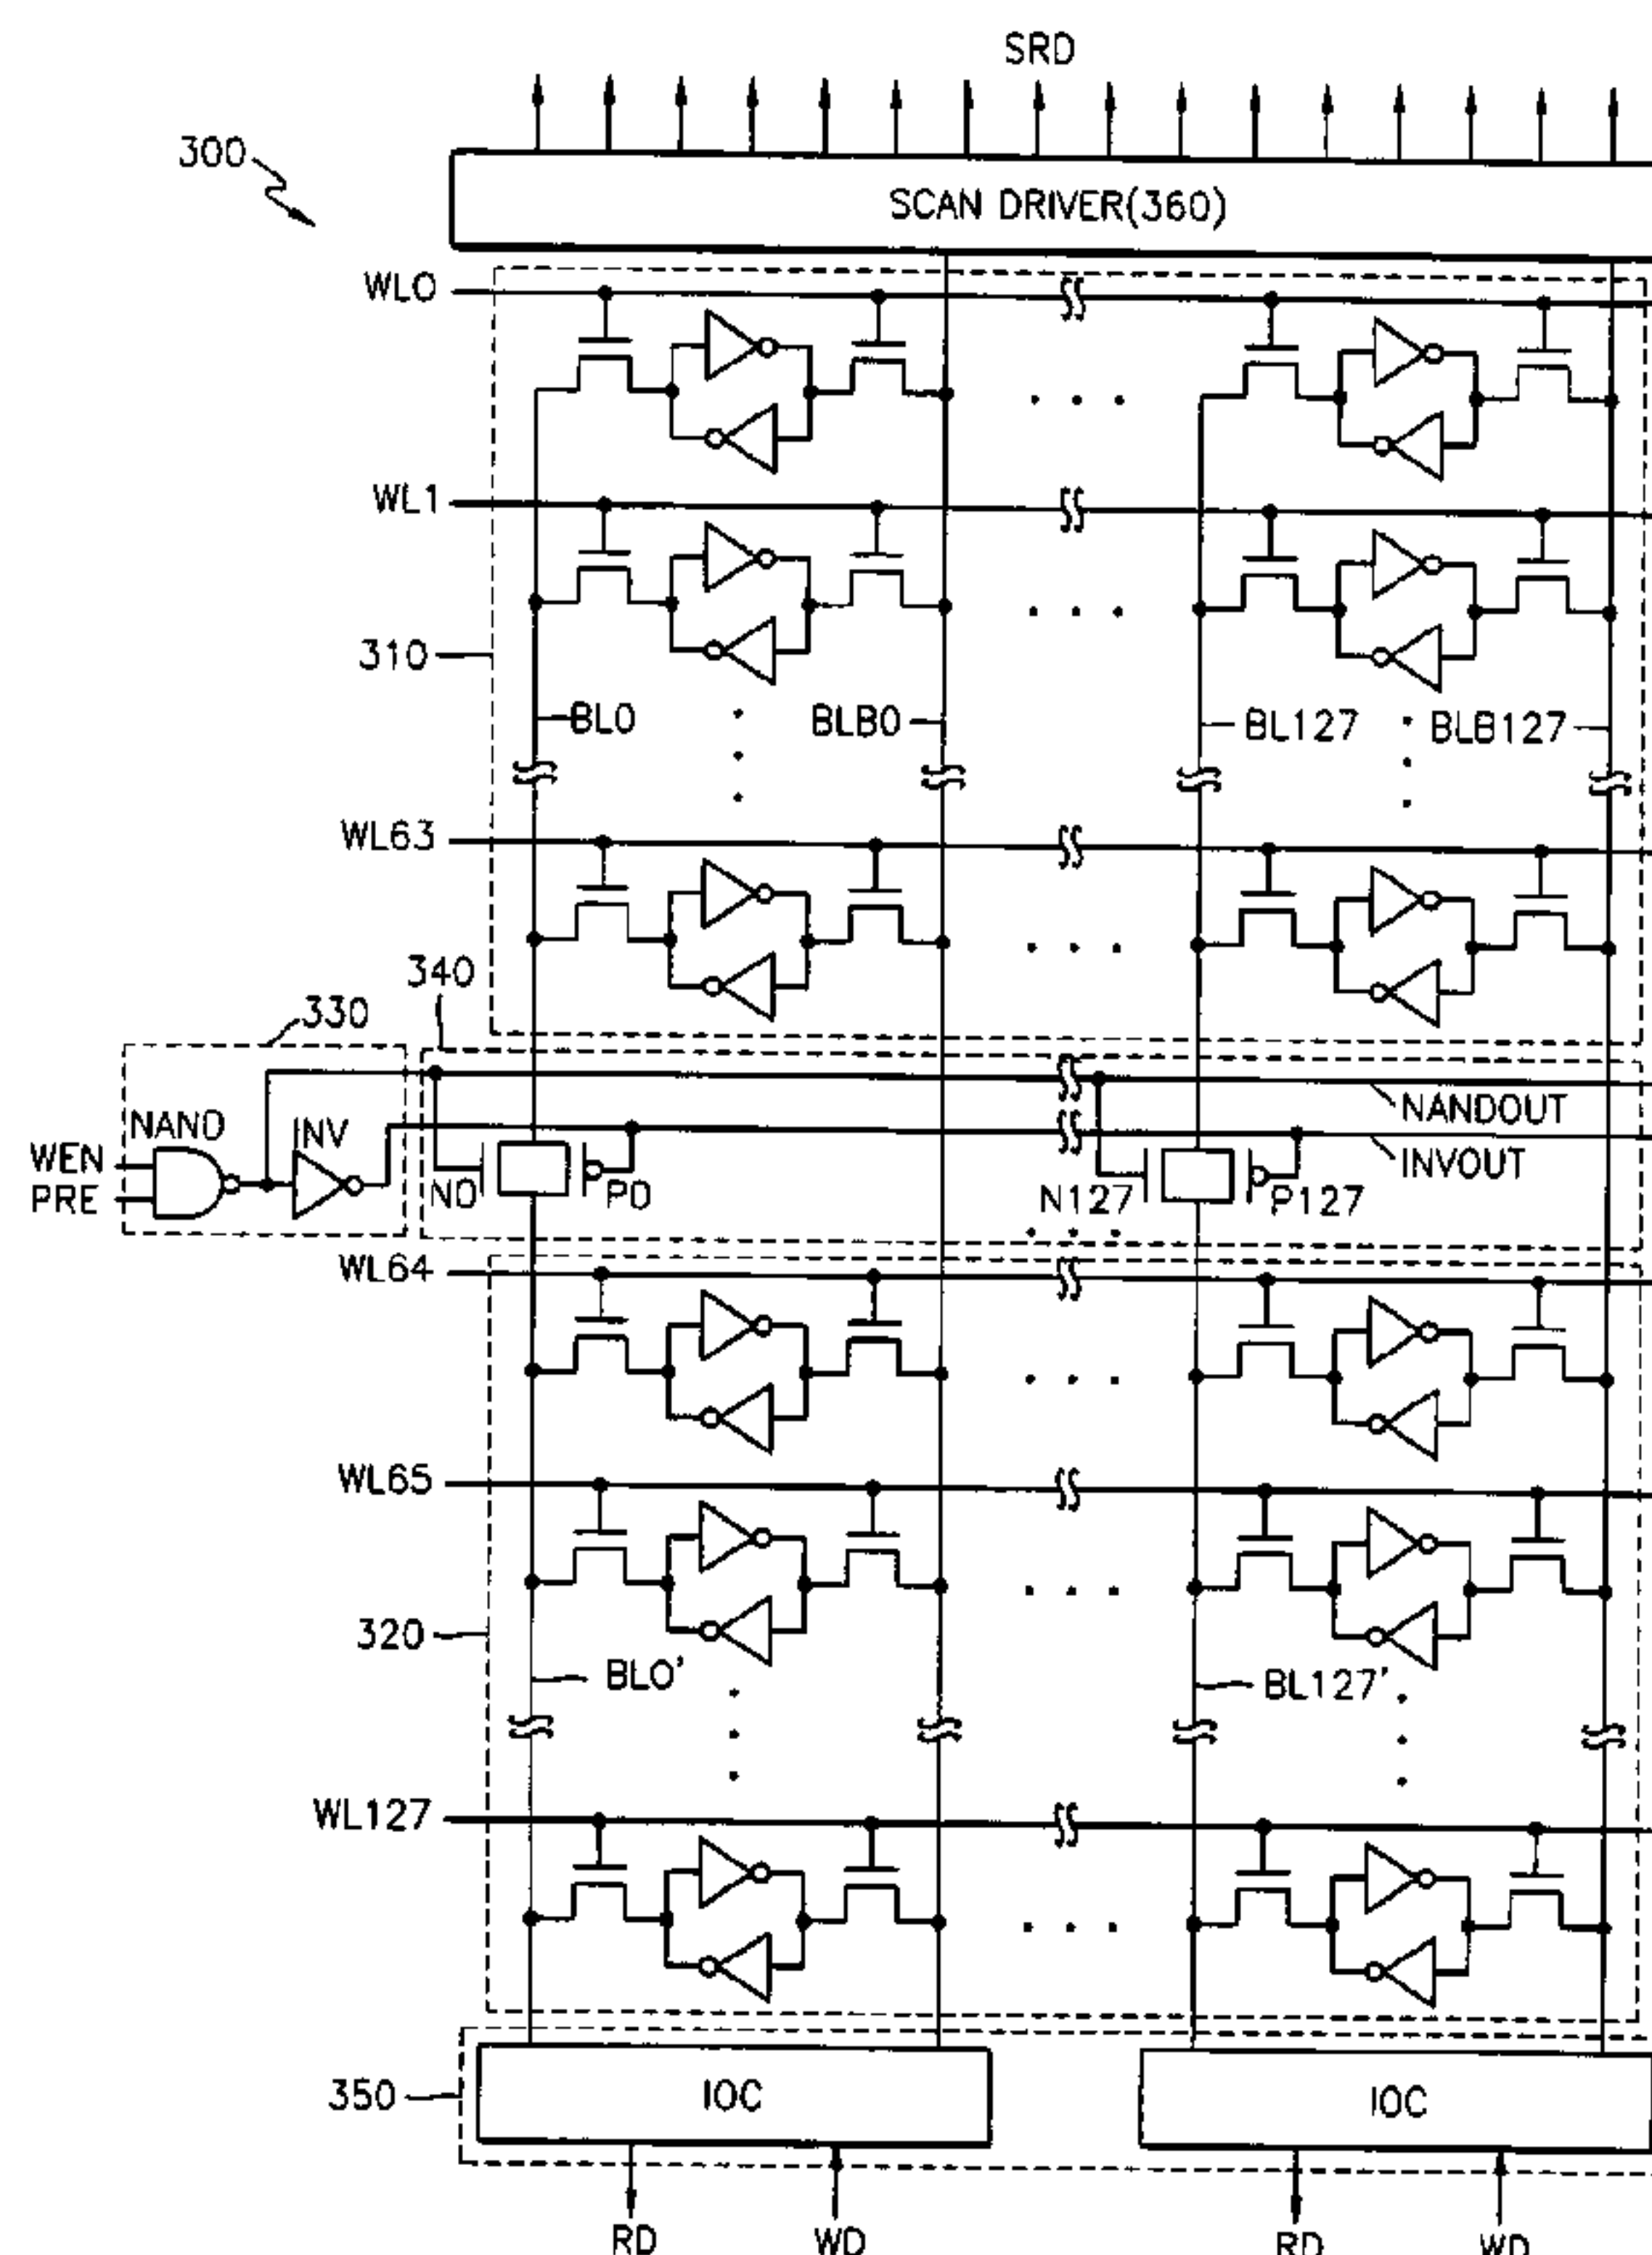 SRD
300
SCAN DRIVER(360)
WL0
WL1
310
BL0
BLB0
BL127
BLB127
WL63
340
330
NAND
INV
NANDOUT
WEN
PRE
INVOUT
N0
P0
N127
P127
WL64
WL65
320
BL0'
BL127'
WL127
350
IOC
IOC
RD
WD
RD
WD